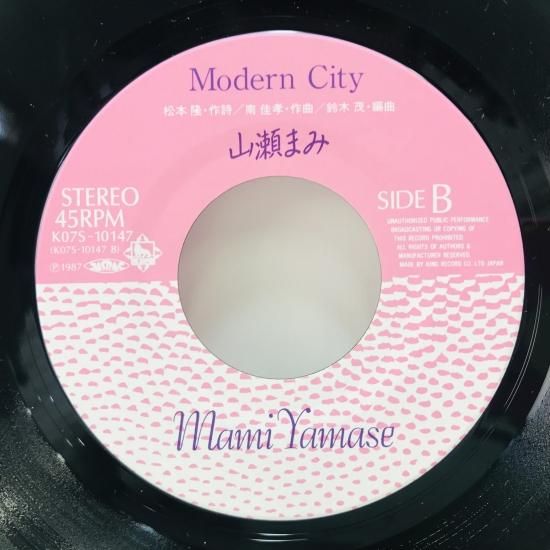 Modern City
松本 隆・作詩／南 佳孝・作曲／鈴木 茂・編曲
山瀬まみ
STEREO
45RPM
K07S-10147
(K07S-10147 B)
Ⓟ1987
SIDE B
UNAUTHORIZED PUBLIC PERFORMANCE
BROADCASTING OR COPYING OF
THIS RECORD PROHIBITED
ALL RIGHTS OF AUTHORS &
MANUFACTURES RESERVED.
MADE BY KING RECORD CO. LTD JAPAN
Mami Yamase